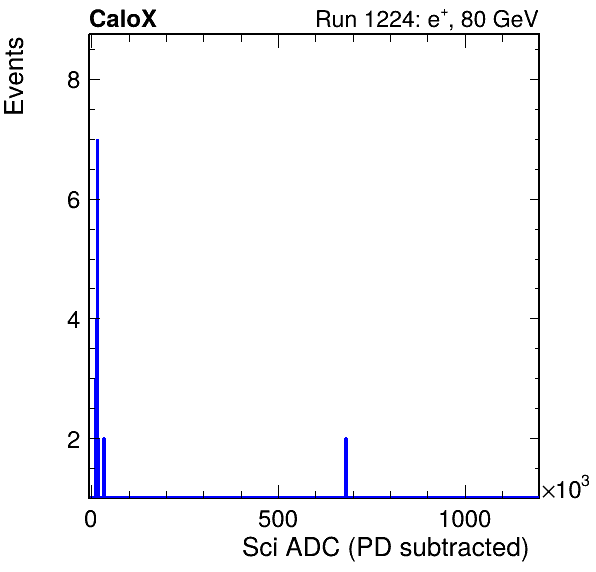 CaloX Run 1224: e⁺, 80 GeV
Events
8
6
4
2
0 500 1000 ×10³
Sci ADC (PD subtracted)